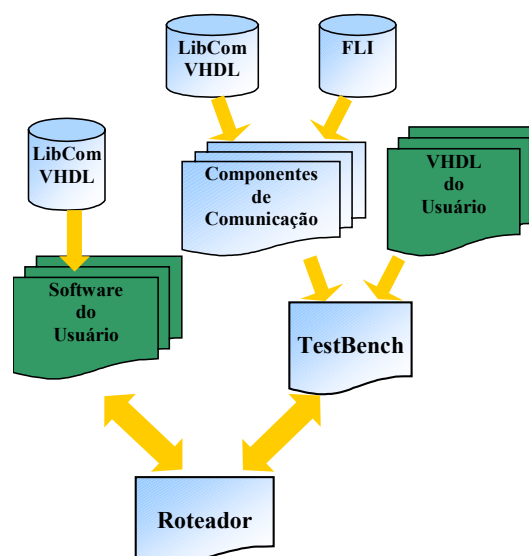 LibCom
VHDL
FLI
LibCom
VHDL
Componentes
de
Comunicação
VHDL
do
Usuário
Software
do
Usuário
TestBench
Roteador